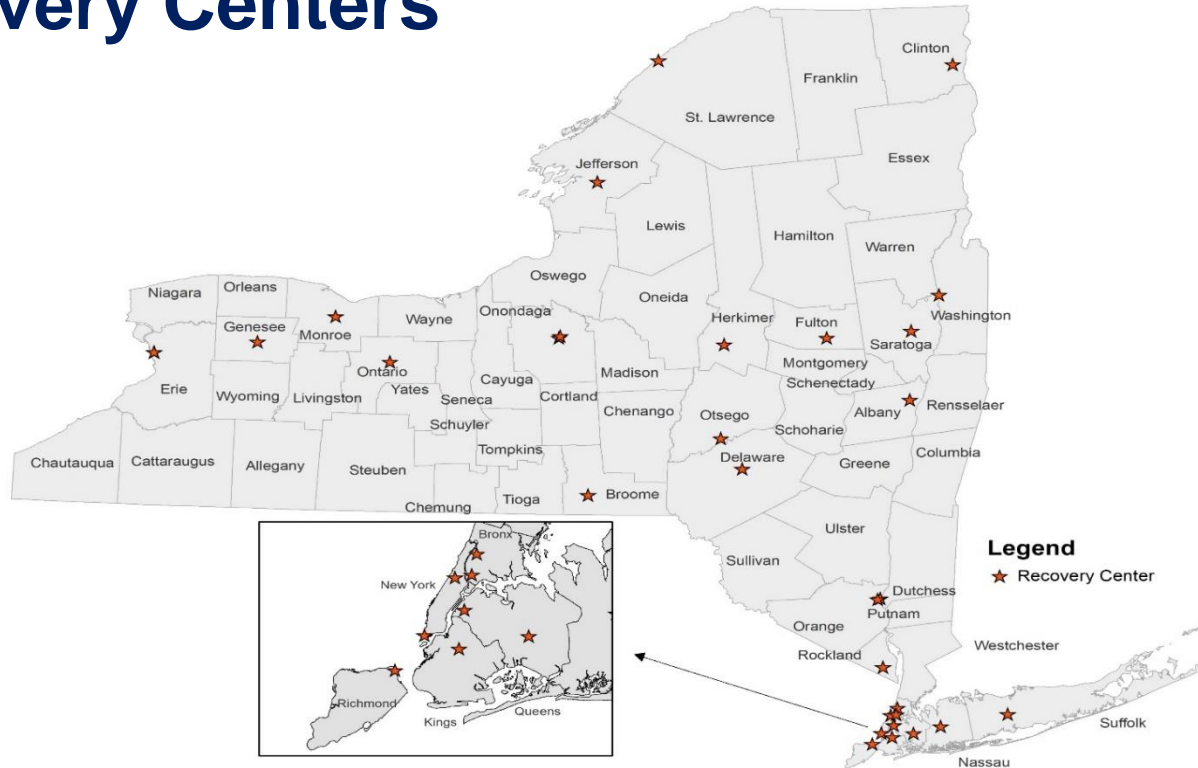 very Centers
Clinton
Franklin
St. Lawrence
Essex
Jefferson
Lewis
Hamilton
Warren
Oswego
Oneida
Niagara
Orleans
Genesee
Monroe
Wayne
Onondaga
Herkimer
Fulton
Washington
Saratoga
Montgomery
Schenectady
Madison
Ontario
Erie
Wyoming
Livingston
Yates
Seneca
Cayuga
Cortland
Chenango
Otsego
Schoharie
Albany
Rensselaer
Schuyler
Tompkins
Delaware
Greene
Columbia
Chautauqua
Cattaraugus
Allegany
Steuben
Chemung
Tioga
Broome
Ulster
Sullivan
Dutchess
Putnam
Orange
Rockland
Westchester
Suffolk
Nassau
Bronx
New York
Richmond
Kings
Queens
Legend
Recovery Center